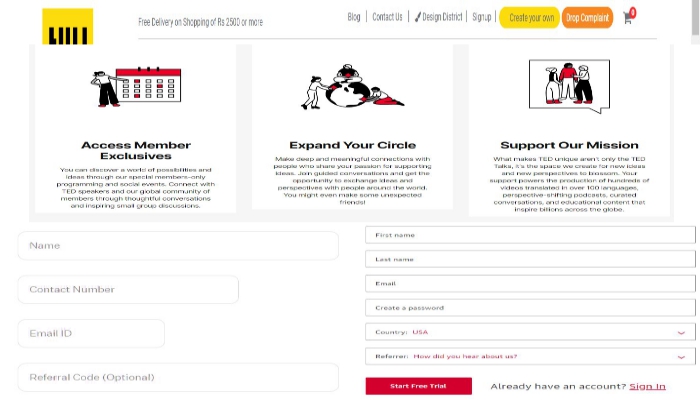 Free Delivery on Shopping of Rs 2500 or more
Blog
Contact Us
Design District
Signup
Create your own
Drop Complaint
0
Access Member
Exclusives
You can discover a world of possibilities and
ideas through our special members-only
programming and social events. Connect with
TED speakers and our global community of
members through thoughtful conversations
and inspiring small group discussions.
Expand Your Circle
Make deep and meaningful connections with
people who share your passion for supporting
ideas. Join guided conversations and get the
opportunity to exchange ideas and
perspectives with people around the world.
You might even make some unexpected
friends!
Support Our Mission
What makes TED unique aren't only the TED
Talks, it's the space we create for new ideas
and new perspectives to blossom. Your
support powers the production of hundreds of
videos translated in over 100 languages,
perspective-shifting podcasts, curated
conversations, and educational content that
inspire billions across the globe.
Name
Contact Number
Email ID
Referral Code (Optional)
First name
Last name
Email
Create a password
Country: USA
Referrer: How did you hear about us?
Start Free Trial
Already have an account? Sign In